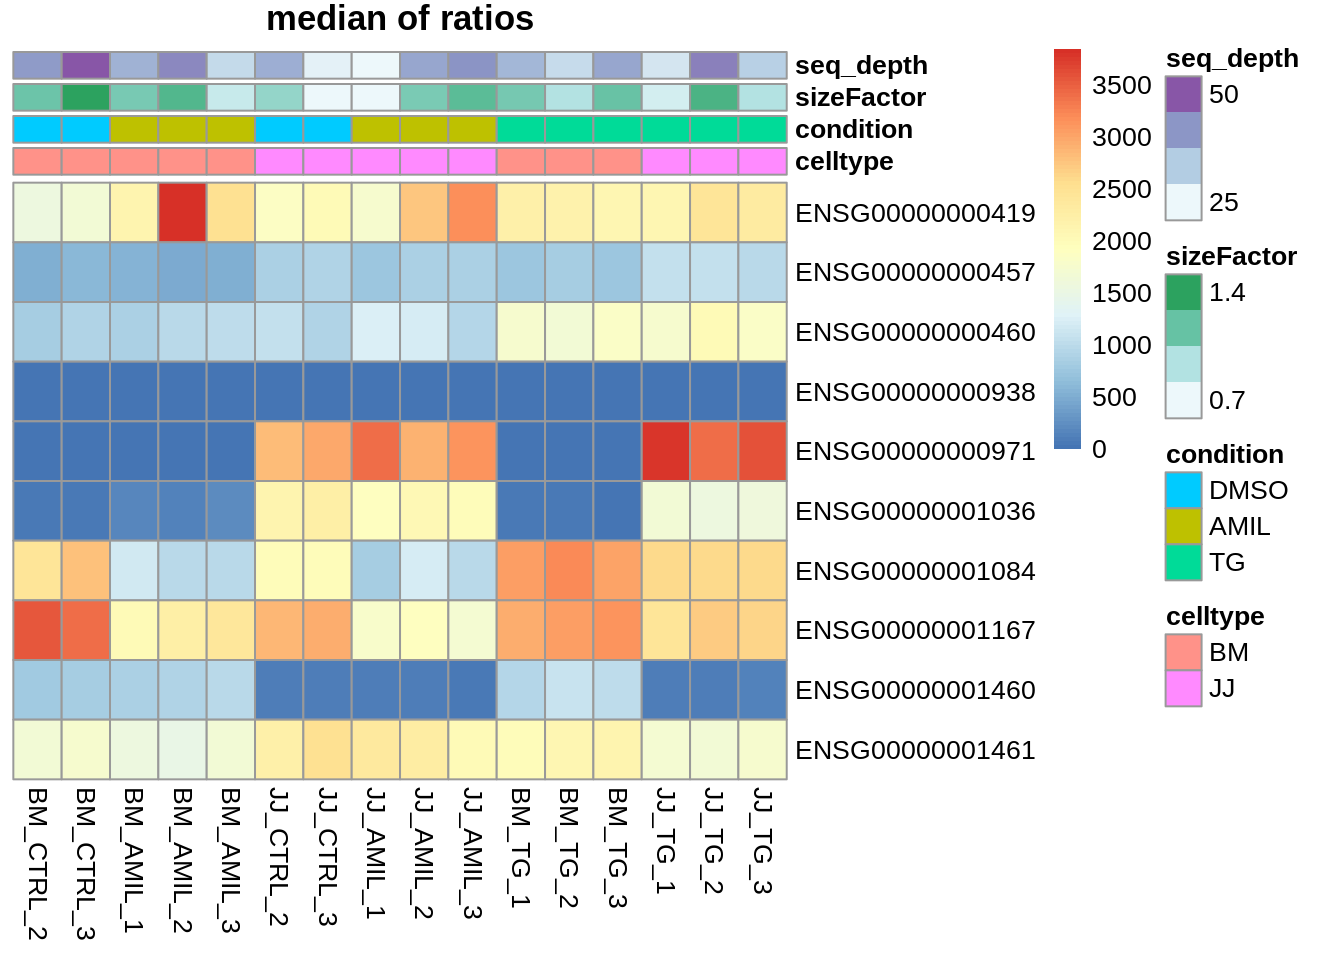 median of ratios
seq_depth
sizeFactor
condition
celltype
ENSG00000000419
ENSG00000000457
ENSG00000000460
ENSG00000000938
ENSG00000000971
ENSG00000001036
ENSG00000001084
ENSG00000001167
ENSG00000001460
ENSG00000001461
BM_CTRL_2
BM_CTRL_3
BM_AMIL_1
BM_AMIL_2
BM_AMIL_3
JJ_CTRL_2
JJ_CTRL_3
JJ_AMIL_1
JJ_AMIL_2
JJ_AMIL_3
BM_TG_1
BM_TG_2
BM_TG_3
JJ_TG_1
JJ_TG_2
JJ_TG_3
3500
3000
2500
2000
1500
1000
500
0
seq_depth
50
25
sizeFactor
1.4
0.7
condition
DMSO
AMIL
TG
celltype
BM
JJ